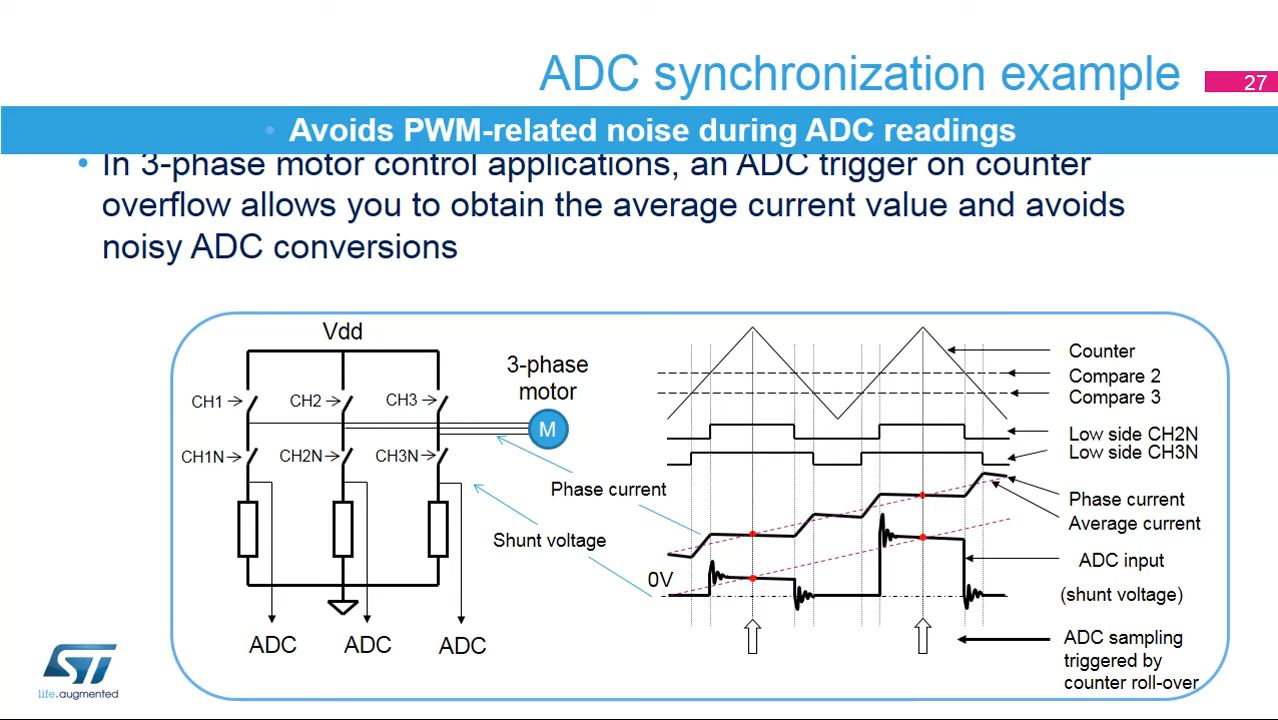 ADC synchronization example
27
• Avoids PWM-related noise during ADC readings
• In 3-phase motor control applications, an ADC trigger on counter
overflow allows you to obtain the average current value and avoids
noisy ADC conversions
Vdd
3-phase
motor
CH1
CH2
CH3
M
CH1N
CH2N
CH3N
Phase current
Shunt voltage
ADC
ADC
ADC
Counter
Compare 2
Compare 3
Low side CH2N
Low side CH3N
Phase current
Average current
0V
ADC input
(shunt voltage)
ADC sampling
triggered by
counter roll-over
ST
life.augmented